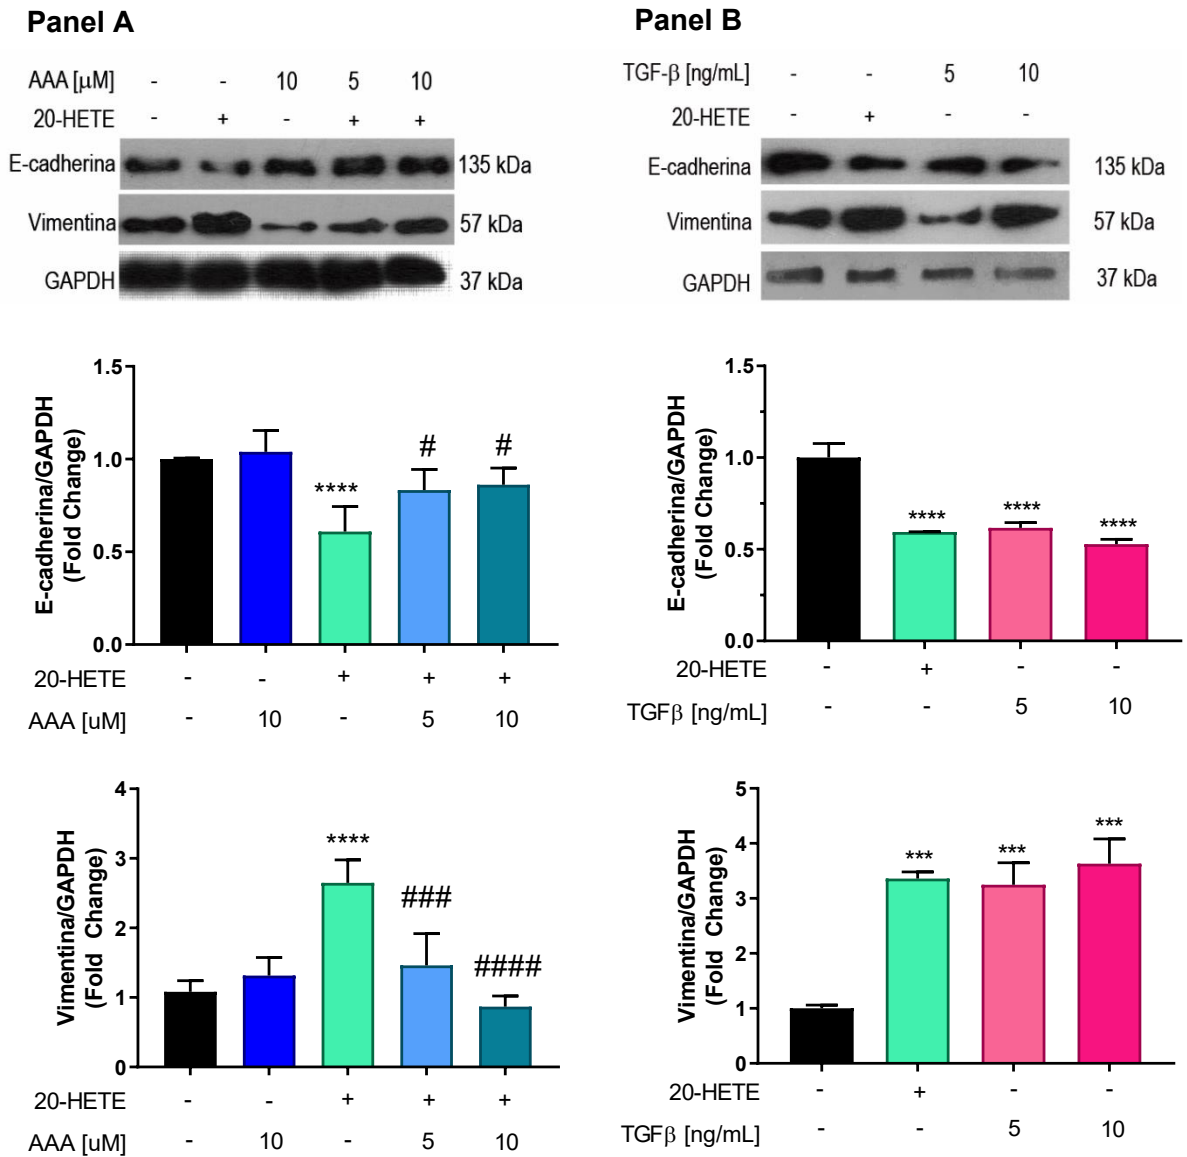 Panel A
AAA [μM] - - 10 5 10
20-HETE - + - + +
E-cadherina 135 kDa
Vimentina 57 kDa
GAPDH 37 kDa
1.5
1.0
0.5
0.0
E-cadherina/GAPDH
(Fold Change)
****
#
#
20-HETE - - + + +
AAA [uM] - 10 - 5 10
4
3
2
1
0
Vimentina/GAPDH
(Fold Change)
****
###
####
20-HETE - - + + +
AAA [uM] - 10 - 5 10
Panel B
TGF-β [ng/mL] - - 5 10
20-HETE - + - -
E-cadherina 135 kDa
Vimentina 57 kDa
GAPDH 37 kDa
1.5
1.0
0.5
0.0
E-cadherina/GAPDH
(Fold Change)
****
****
****
20-HETE - + - -
TGFβ [ng/mL] - - 5 10
5
4
3
2
1
0
Vimentina/GAPDH
(Fold Change)
***
***
***
20-HETE - + - -
TGFβ [ng/mL] - - 5 10